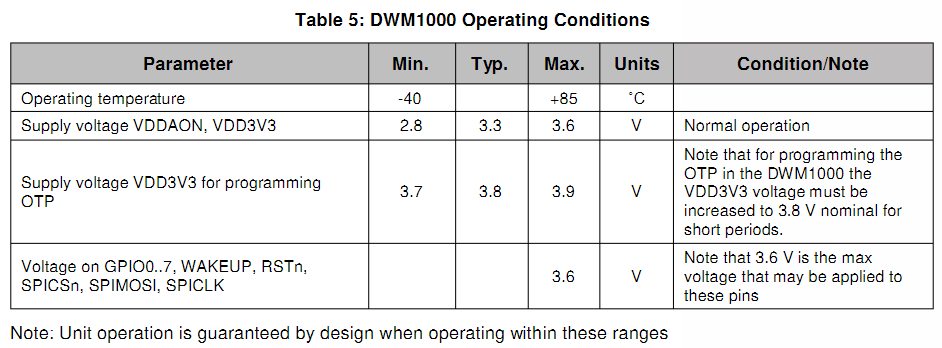 Table 5: DWM1000 Operating Conditions
Parameter Min. Typ. Max. Units Condition/Note
Operating temperature -40 +85 ˚C
Supply voltage VDDAON, VDD3V3 2.8 3.3 3.6 V Normal operation
Supply voltage VDD3V3 for programming
OTP
3.7 3.8 3.9 V
Note that for programming the
OTP in the DWM1000 the
VDD3V3 voltage must be
increased to 3.8 V nominal for
short periods.
Voltage on GPIO0..7, WAKEUP, RSTn,
SPICSn, SPIMOSI, SPICLK
3.6 V
Note that 3.6 V is the max
voltage that may be applied to
these pins
Note: Unit operation is guaranteed by design when operating within these ranges